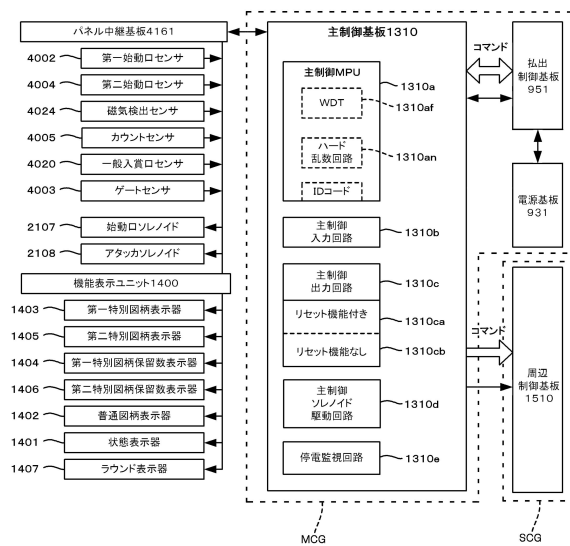 パネル中継基板4161
4002
第一始動口センサ
4004
第二始動口センサ
4024
磁気検出センサ
4005
カウントセンサ
4020
一般入賞口センサ
4003
ゲートセンサ
2107
始動口ソレノイド
2108
アタッカソレノイド
機能表示ユニット1400
1403
第一特別図柄表示器
1405
第二特別図柄表示器
1404
第一特別図柄保留数表示器
1406
第二特別図柄保留数表示器
1402
普通図柄表示器
1401
状態表示器
1407
ラウンド表示器
主制御基板1310
主制御MPU
1310a
WDT
1310af
ハード
乱数回路
1310an
IDコード
主制御
入力回路
1310b
主制御
出力回路
1310c
リセット機能付き
1310ca
リセット機能なし
1310cb
主制御
ソレノイド
駆動回路
1310d
停電監視回路
1310e
MCG
コマンド
払出
制御基板
951
電源基板
931
コマンド
周辺
制御基板
1510
SCG